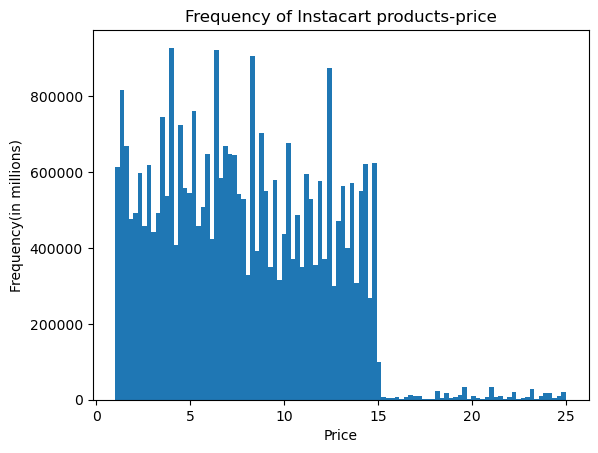 Frequency of Instacart products-price
Frequency(in millions)
800000
600000
400000
200000
0
0 5 10 15 20 25
Price